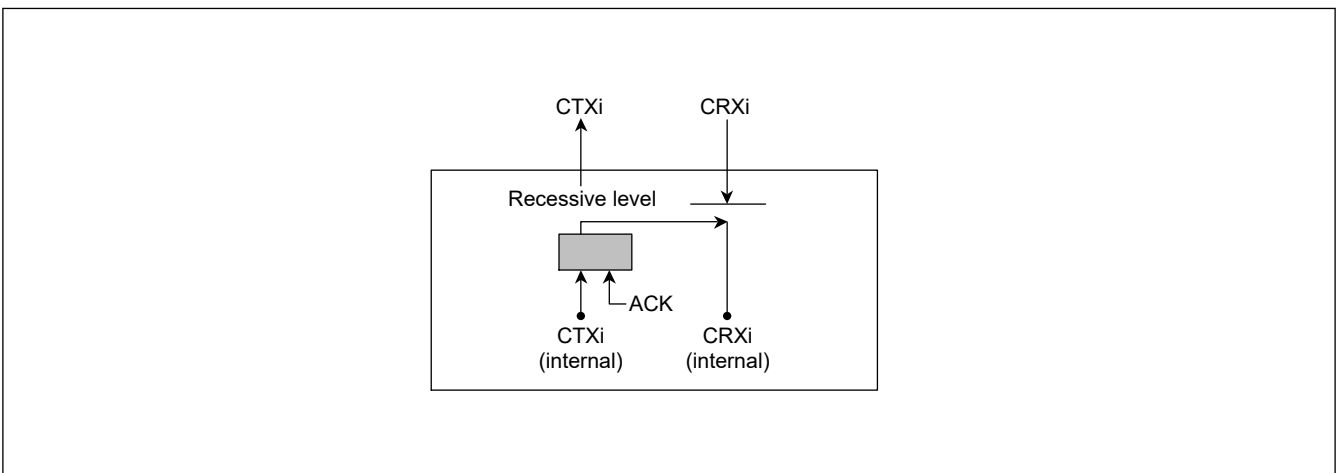 CTXi
CRXi
Recessive level
ACK
CTXi
(internal)
CRXi
(internal)